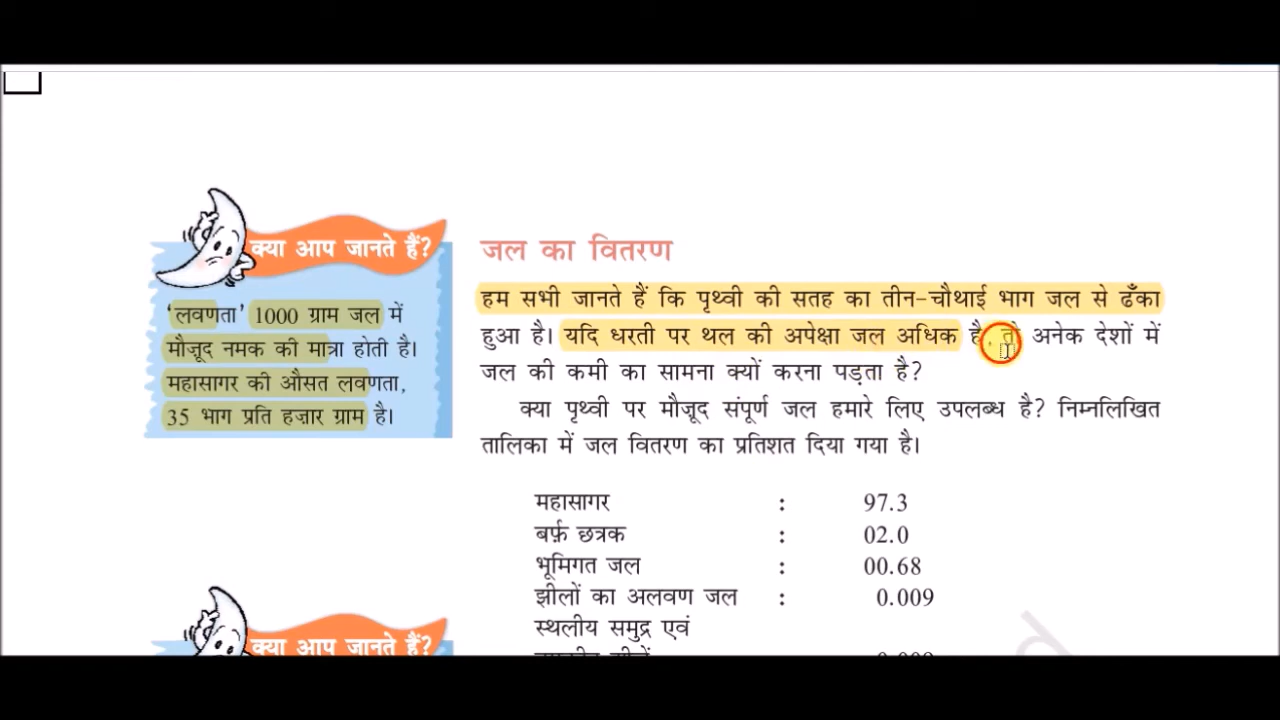 क्या आप जानते हैं?
‘लवणता’ 1000 ग्राम जल में
मौज़ूद नमक की मात्रा होती है।
महासागर की औसत लवणता,
35 भाग प्रति हज़ार ग्राम है।
जल का वितरण
हम सभी जानते हैं कि पृथ्वी की सतह का तीन-चौथाई भाग जल से ढँका
हुआ है। यदि धरती पर थल की अपेक्षा जल अधिक है, तो अनेक देशों में
जल की कमी का सामना क्यों करना पड़ता है?
क्या पृथ्वी पर मौज़ूद संपूर्ण जल हमारे लिए उपलब्ध है? निम्नलिखित
तालिका में जल वितरण का प्रतिशत दिया गया है।
महासागर : 97.3
बर्फ़ छत्रक : 02.0
भूमिगत जल : 00.68
झीलों का अलवण जल : 0.009
स्थलीय समुद्र एवं
क्या आप जानते हैं?